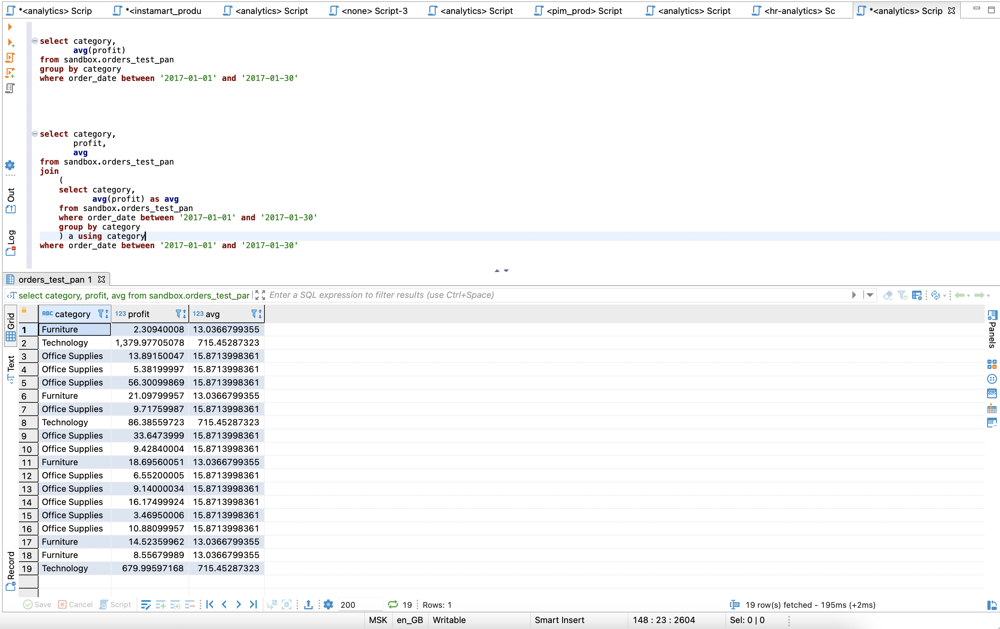 *<analytics> Scrip
*<instamart_produ
<analytics> Script
<none> Script-3
<analytics> Script
<pim_prod> Script
<analytics> Script
<hr-analytics> Sc
*<analytics> Scrip
select category,
avg(profit)
from sandbox.orders_test_pan
group by category
where order_date between '2017-01-01' and '2017-01-30'
select category,
profit,
avg
from sandbox.orders_test_pan
join
(
select category,
avg(profit) as avg
from sandbox.orders_test_pan
where order_date between '2017-01-01' and '2017-01-30'
group by category
) a using category
where order_date between '2017-01-01' and '2017-01-30'
Out
Log
orders_test_pan 1
select category, profit, avg from sandbox.orders_test_par
Enter a SQL expression to filter results (use Ctrl+Space)
Grid
Text
Record
Panels
ABC category 123 profit 123 avg
1 Furniture 2.30940008 13.0366799355
2 Technology 1,379.97705078 715.45287323
3 Office Supplies 13.89150047 15.8713998361
4 Office Supplies 5.38199997 15.8713998361
5 Office Supplies 56.30099869 15.8713998361
6 Furniture 21.09799957 13.0366799355
7 Office Supplies 9.71759987 15.8713998361
8 Technology 86.38559723 715.45287323
9 Office Supplies 33.6473999 15.8713998361
10 Office Supplies 9.42840004 15.8713998361
11 Furniture 18.69560051 13.0366799355
12 Office Supplies 6.55200005 15.8713998361
13 Office Supplies 9.14000034 15.8713998361
14 Office Supplies 16.17499924 15.8713998361
15 Office Supplies 3.46950006 15.8713998361
16 Office Supplies 10.88099957 15.8713998361
17 Furniture 14.52359962 13.0366799355
18 Furniture 8.55679989 13.0366799355
19 Technology 679.99597168 715.45287323
Save Cancel Script 200 19 Rows: 1 19 row(s) fetched - 195ms (+2ms)
MSK en_GB Writable Smart Insert 148 : 23 : 2604 Sel: 0 | 0